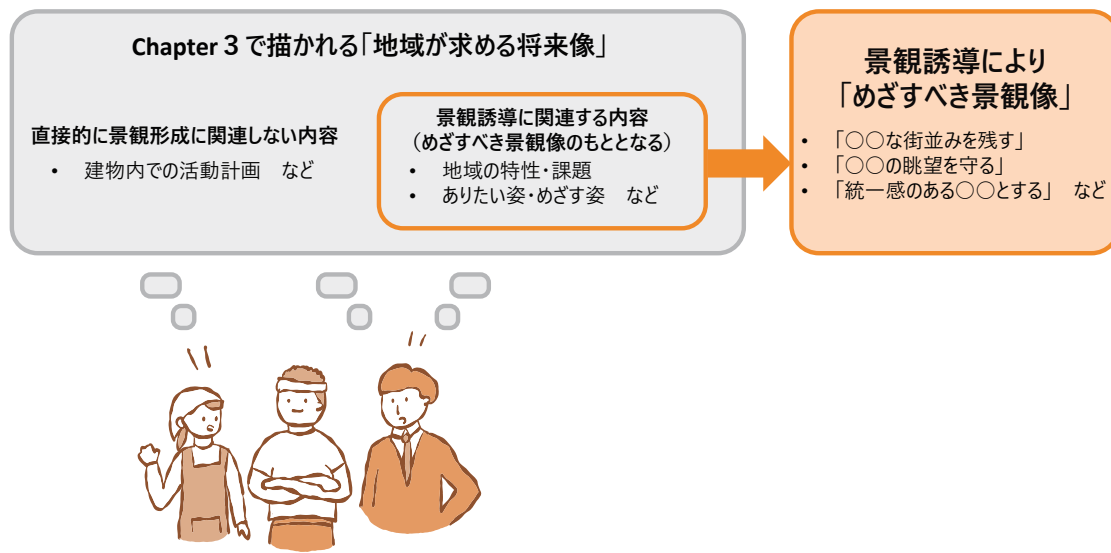 Chapter 3 で描かれる「地域が求める将来像」
直接的に景観形成に関連しない内容
• 建物内での活動計画 など
景観誘導に関連する内容
(めざすべき景観像のもととなる)
• 地域の特性・課題
• ありたい姿・めざす姿 など
景観誘導により
「めざすべき景観像」
• 「○○な街並みを残す」
• 「○○の眺望を守る」
• 「統一感のある○○とする」 など